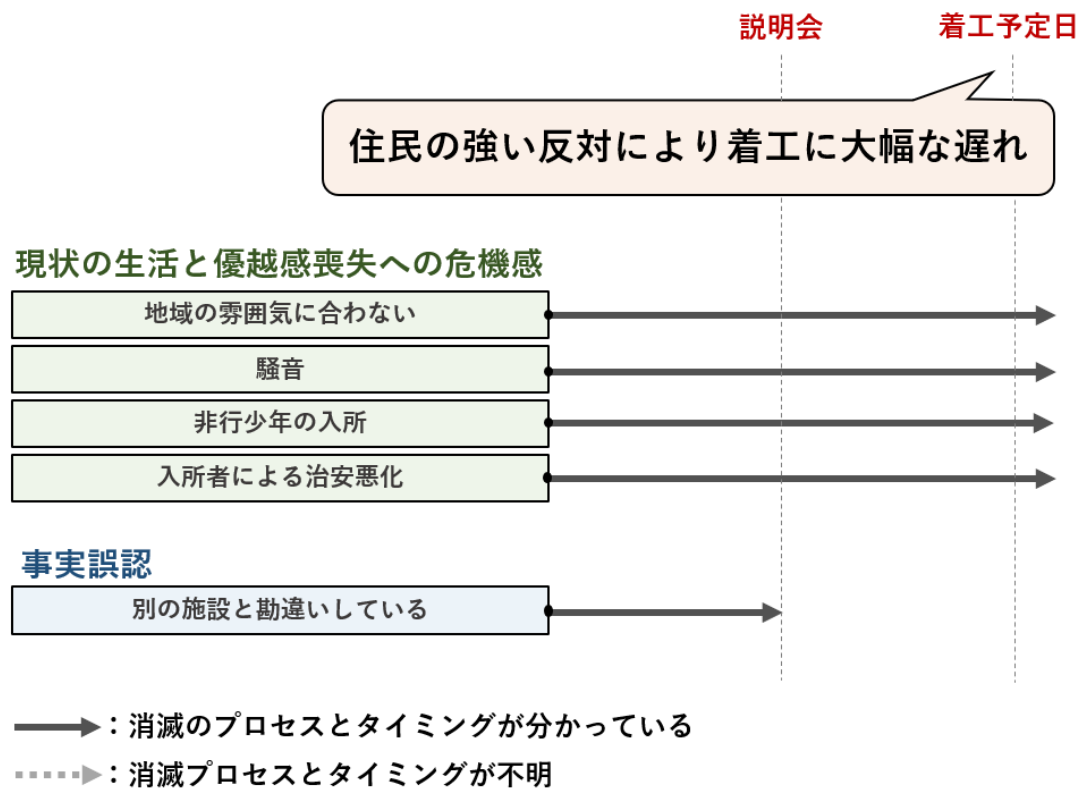 説明会
着工予定日
住民の強い反対により着工に大幅な遅れ
現状の生活と優越感喪失への危機感
地域の雰囲気に合わない
騒音
非行少年の入所
入所者による治安悪化
事実誤認
別の施設と勘違いしている
：消滅のプロセスとタイミングが分かっている
：消滅プロセスとタイミングが不明